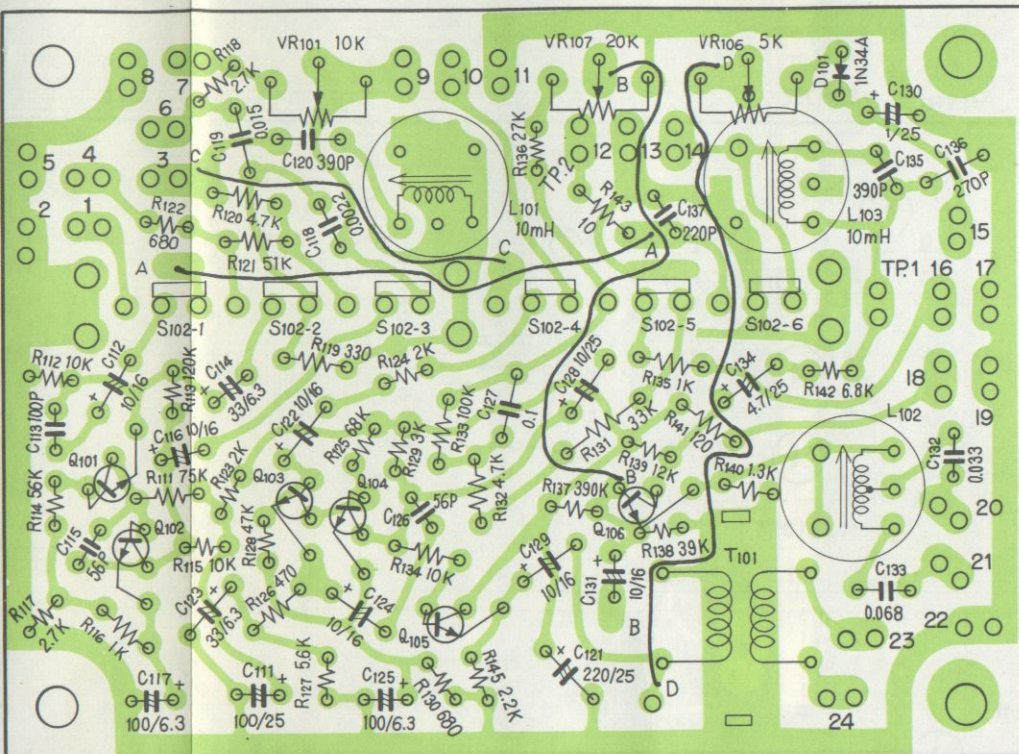 R118 2.7K
VR101 10K
VR107 20K
VR106 5K
D101 1N34A
8
7
9
10
11
B
D
C130 1/25
6
C119 0.015
C120 390P
R136 27K
TP.2
12
13
14
C135 390P
C136 270P
5
4
3
C
2
1
R122 680
R120 4.7K
C118 0.0022
L101 10mH
R143 10
C137 220P
L103 10mH
15
R121 51K
C
A
A
TP.1
16
17
S102-1
S102-2
S102-3
S102-4
S102-5
S102-6
R112 10K
C112 10/16
R113 120K
C114 33/6.3
R119 330
R124 2K
C128 10/25
R135 1K
C134 4.7/25
R142 6.8K
18
19
C113 100P
C116 10/16
C122 10/16
R125 68K
R129 3K
R133 100K
C127 0.1
R131 33K
R141 120
L102
C132 0.033
Q101
R111 75K
R123 2K
Q103
Q104
R139 12K
R140 1.3K
R114 56K
B
C126 56P
R132 4.7K
R137 390K
20
C115 56P
Q102
R128 47K
Q106
R138 39K
R115 10K
R134 10K
C129 10/16
T101
21
R117 2.7K
R116 1K
C123 33/6.3
R126 470
C124 10/16
Q105
C131 10/16
C133 0.068
B
22
23
C117 100/6.3
C111 100/25
R127 5.6K
C125 100/6.3
R130 680
R145 2.2K
C121 220/25
D
24